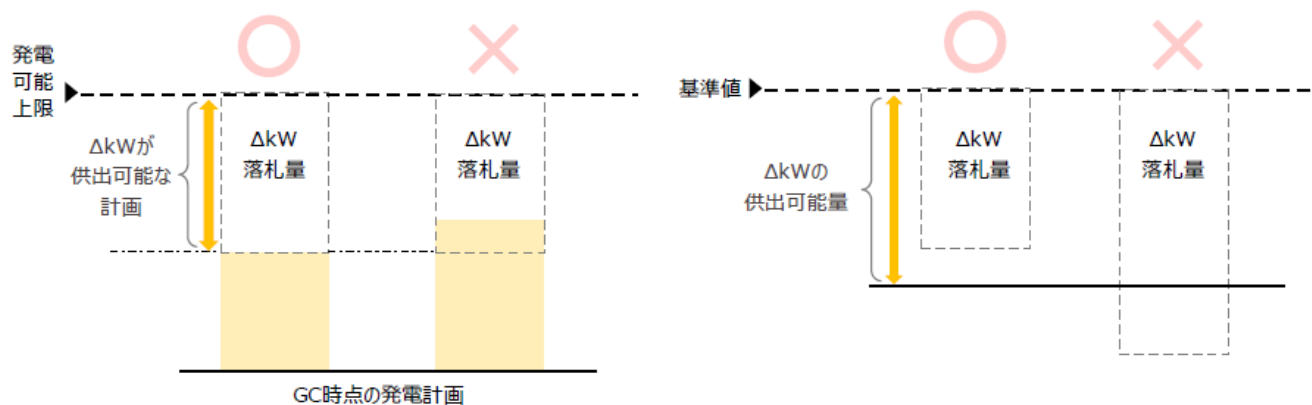 発電
可能
上限
ΔkWが
供出可能な
計画
ΔkW
落札量
ΔkW
落札量
GC時点の発電計画
基準値
ΔkWの
供出可能量
ΔkW
落札量
ΔkW
落札量